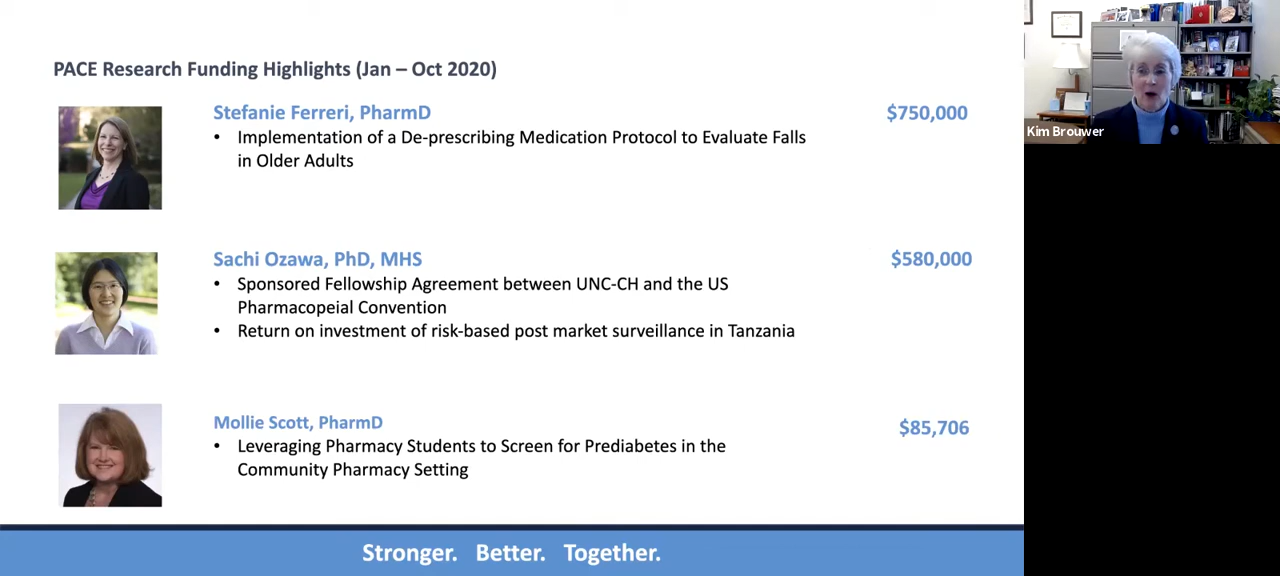 PACE Research Funding Highlights (Jan – Oct 2020)
Stefanie Ferreri, PharmD
$750,000
• Implementation of a De-prescribing Medication Protocol to Evaluate Falls
in Older Adults
Sachi Ozawa, PhD, MHS
$580,000
• Sponsored Fellowship Agreement between UNC-CH and the US
Pharmacopeial Convention
• Return on investment of risk-based post market surveillance in Tanzania
Mollie Scott, PharmD
$85,706
• Leveraging Pharmacy Students to Screen for Prediabetes in the
Community Pharmacy Setting
Stronger. Better. Together.
Kim Brouwer